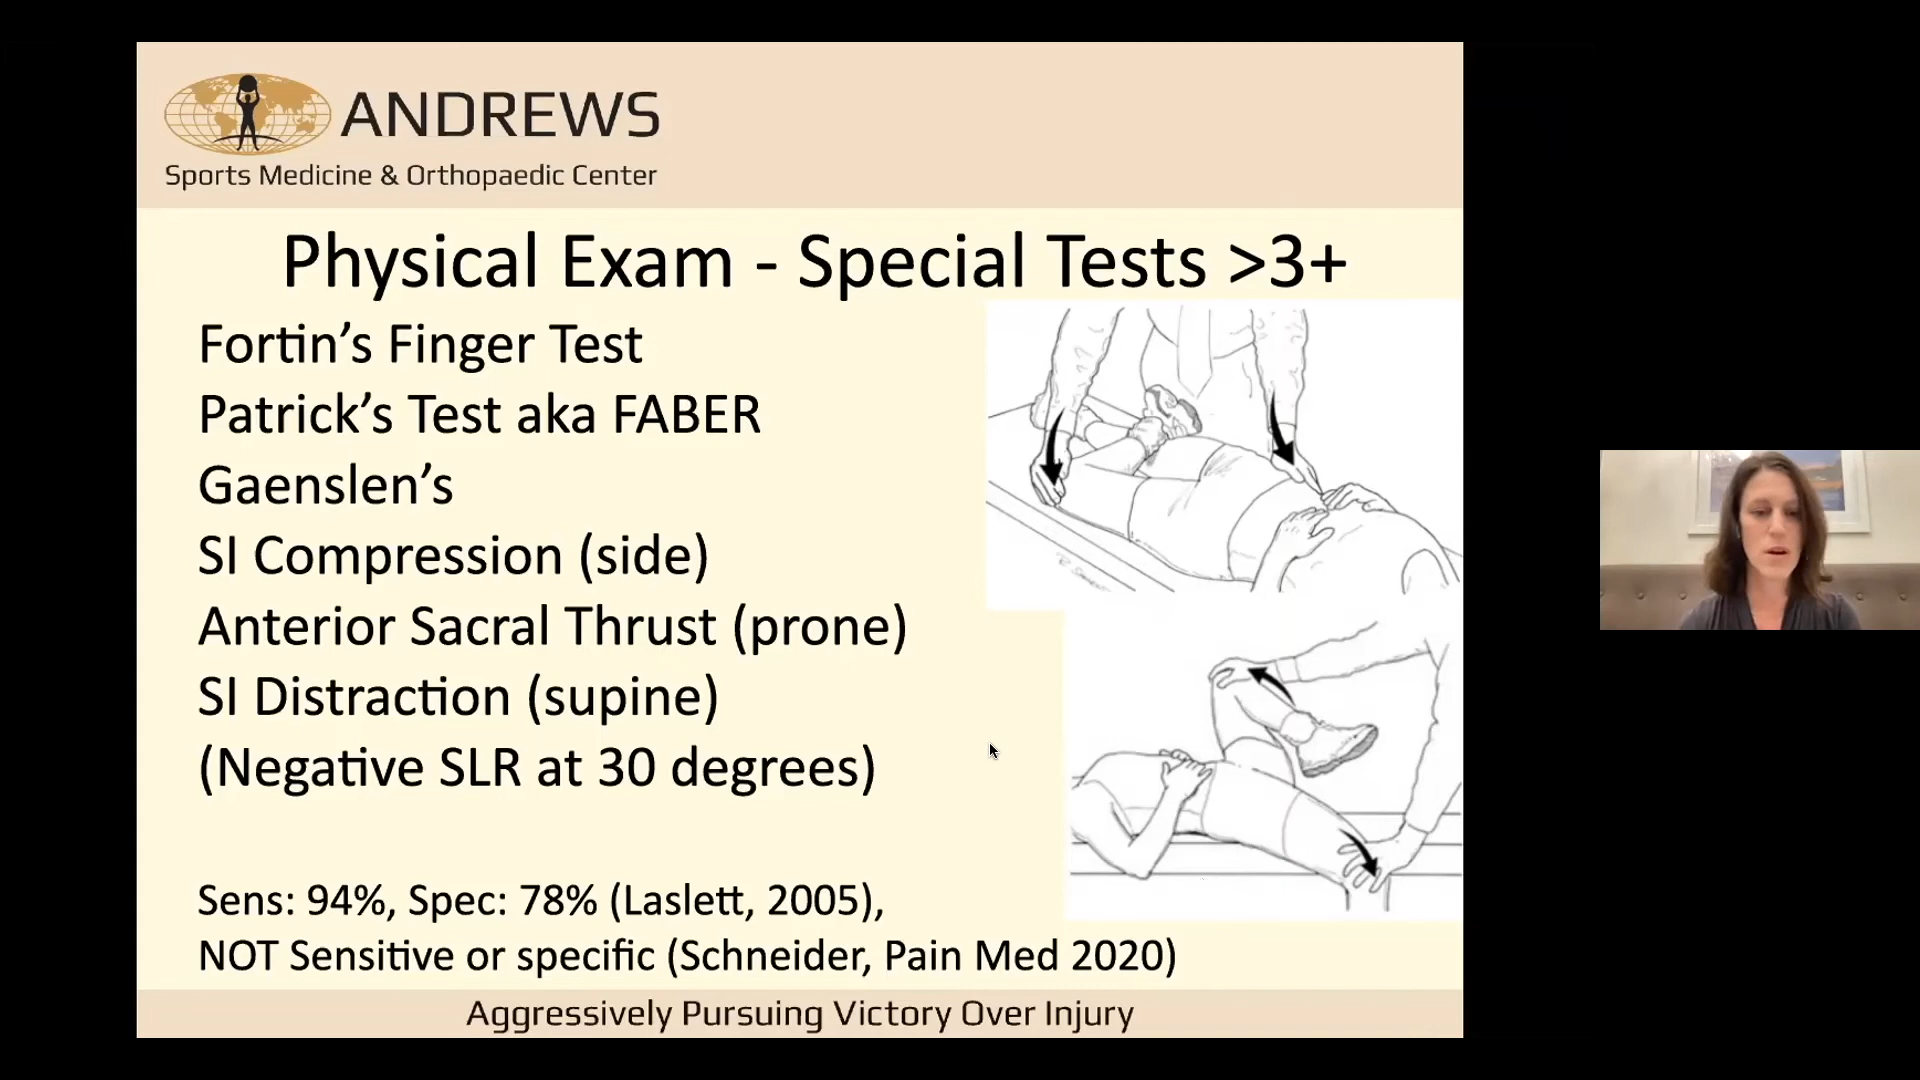 ANDREWS
Sports Medicine & Orthopaedic Center
Physical Exam - Special Tests >3+
Fortin’s Finger Test
Patrick’s Test aka FABER
Gaenslen’s
SI Compression (side)
Anterior Sacral Thrust (prone)
SI Distraction (supine)
(Negative SLR at 30 degrees)
Sens: 94%, Spec: 78% (Laslett, 2005),
NOT Sensitive or specific (Schneider, Pain Med 2020)
Aggressively Pursuing Victory Over Injury